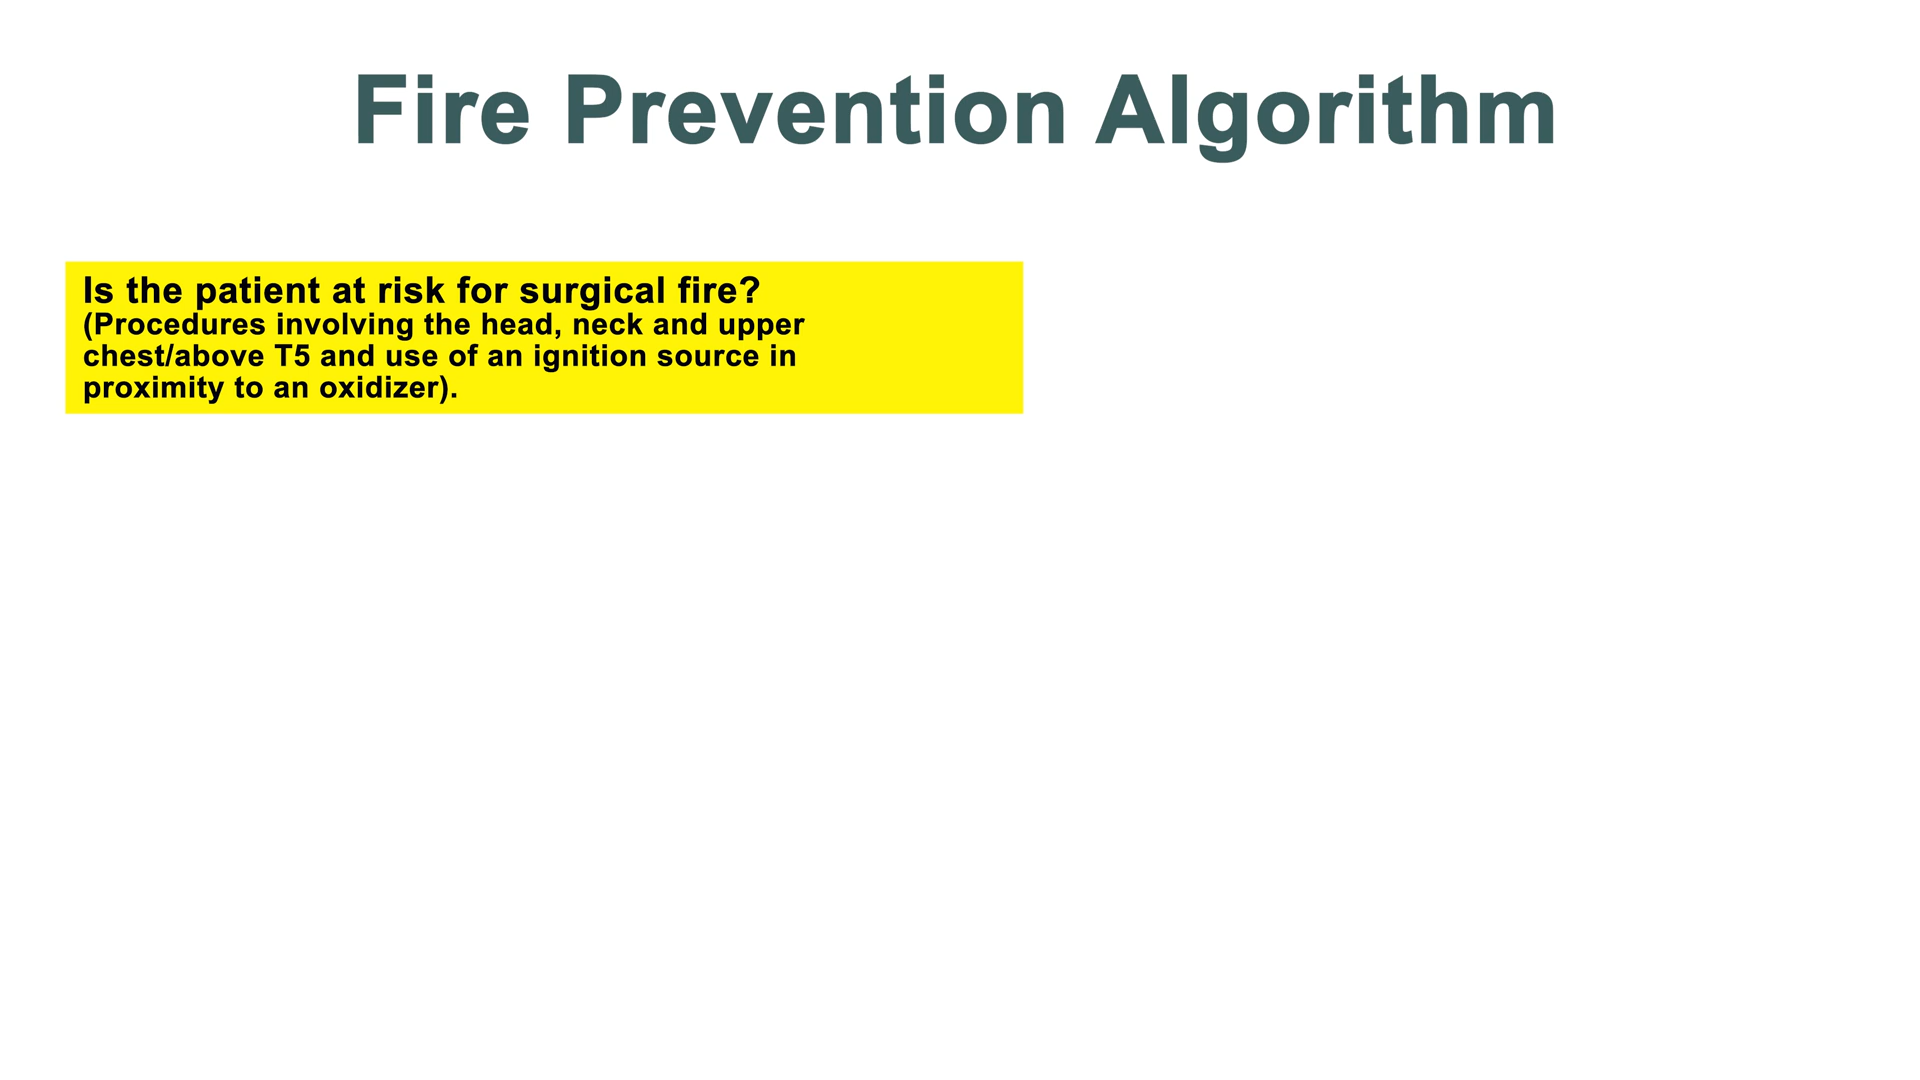 Fire Prevention Algorithm
Is the patient at risk for surgical fire?
(Procedures involving the head, neck and upper
chest/above T5 and use of an ignition source in
proximity to an oxidizer).